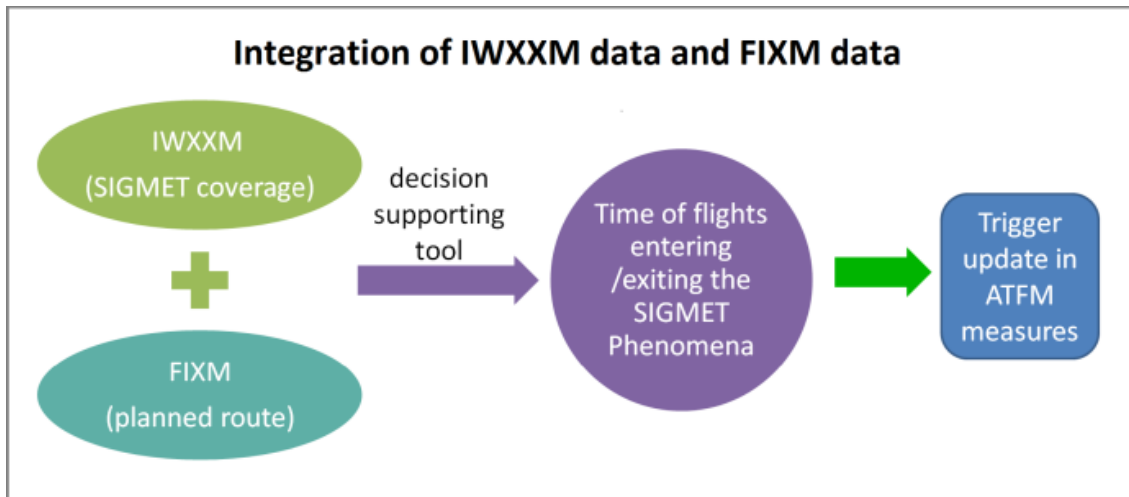 Integration of IWXXM data and FIXM data
IWXXM
(SIGMET coverage)
FIXM
(planned route)
decision
supporting
tool
Time of flights
entering
/exiting the
SIGMET
Phenomena
Trigger
update in
ATFM
measures